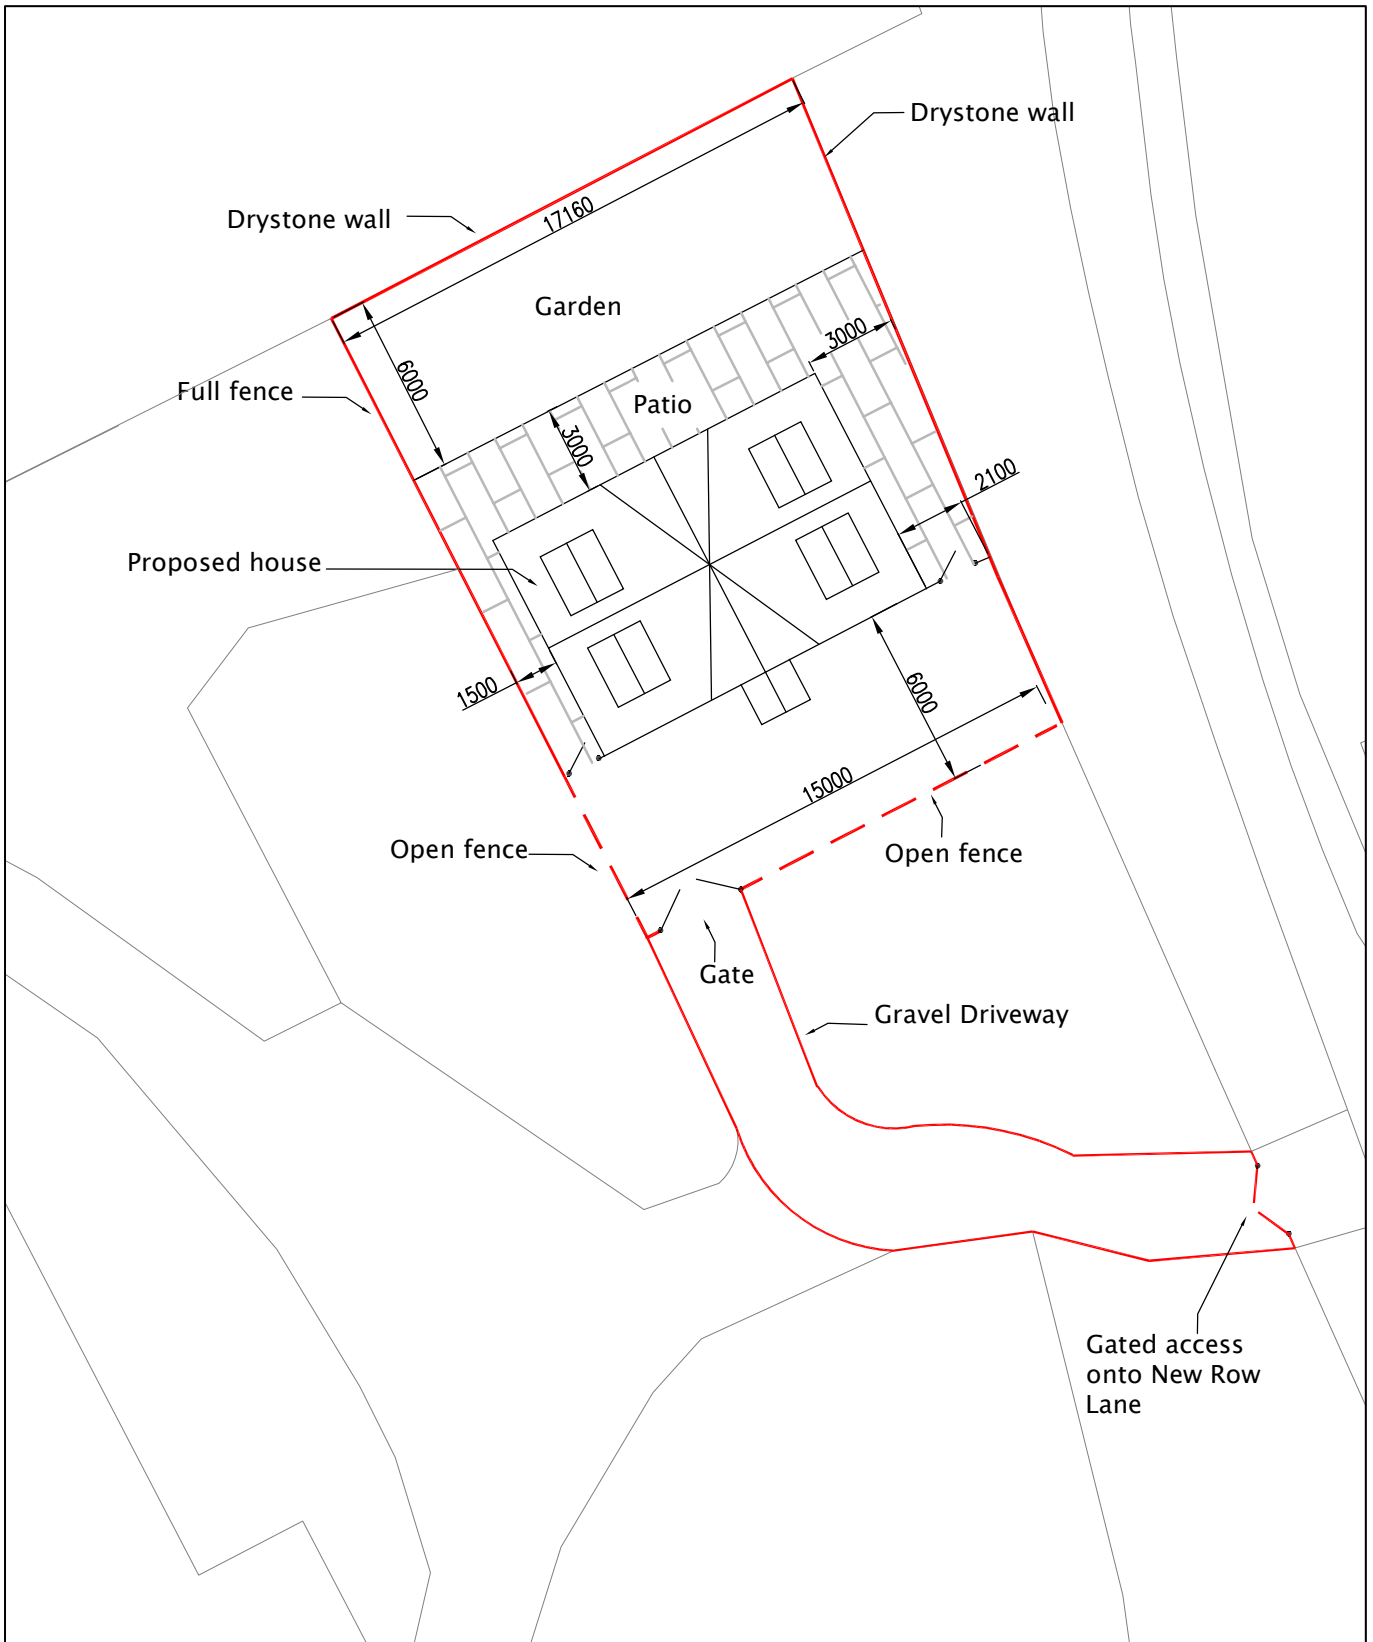 Drystone wall
Drystone wall
17160
Garden
3000
6000
Full fence
Patio
3000
2100
Proposed house
1500
6000
15000
Open fence
Open fence
Gate
Gravel Driveway
Gated access
onto New Row
Lane